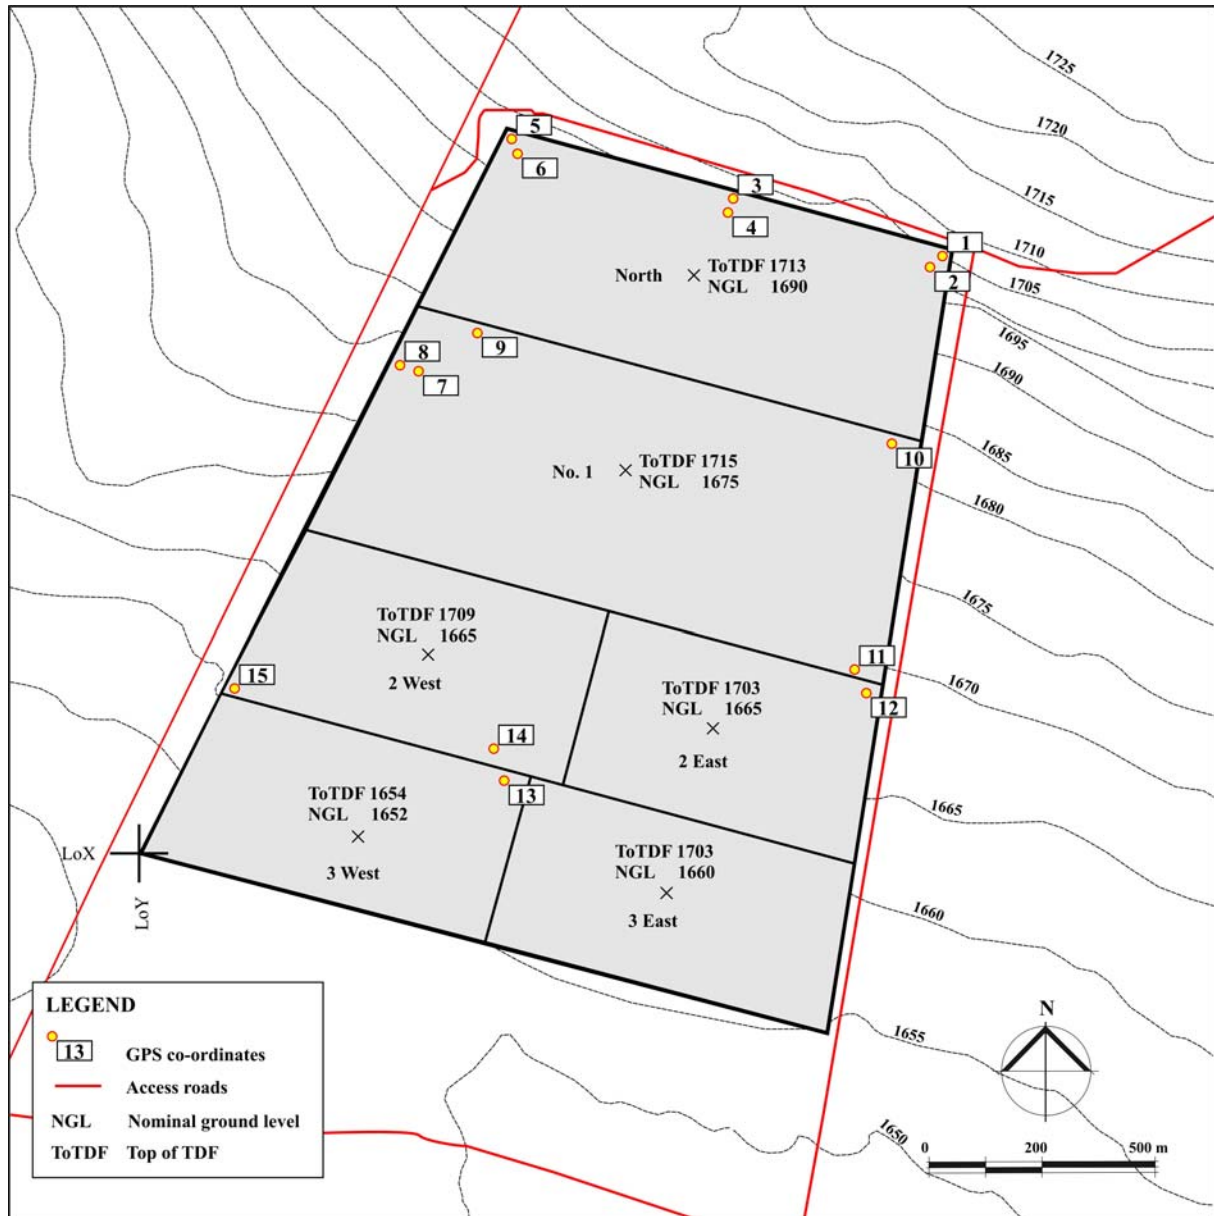 1725
1720
1715
1710
1705
1695
1690
1685
1680
1675
1670
1665
1660
1655
1650
5
6
3
4
1
2
North
ToTDF 1713
NGL 1690
8
7
9
10
No. 1
ToTDF 1715
NGL 1675
ToTDF 1709
NGL 1665
2 West
11
12
15
ToTDF 1703
NGL 1665
2 East
14
13
ToTDF 1654
NGL 1652
3 West
ToTDF 1703
NGL 1660
3 East
LoX
LoY
LEGEND
13 GPS co-ordinates
Access roads
NGL Nominal ground level
ToTDF Top of TDF
N
0 200 500 m